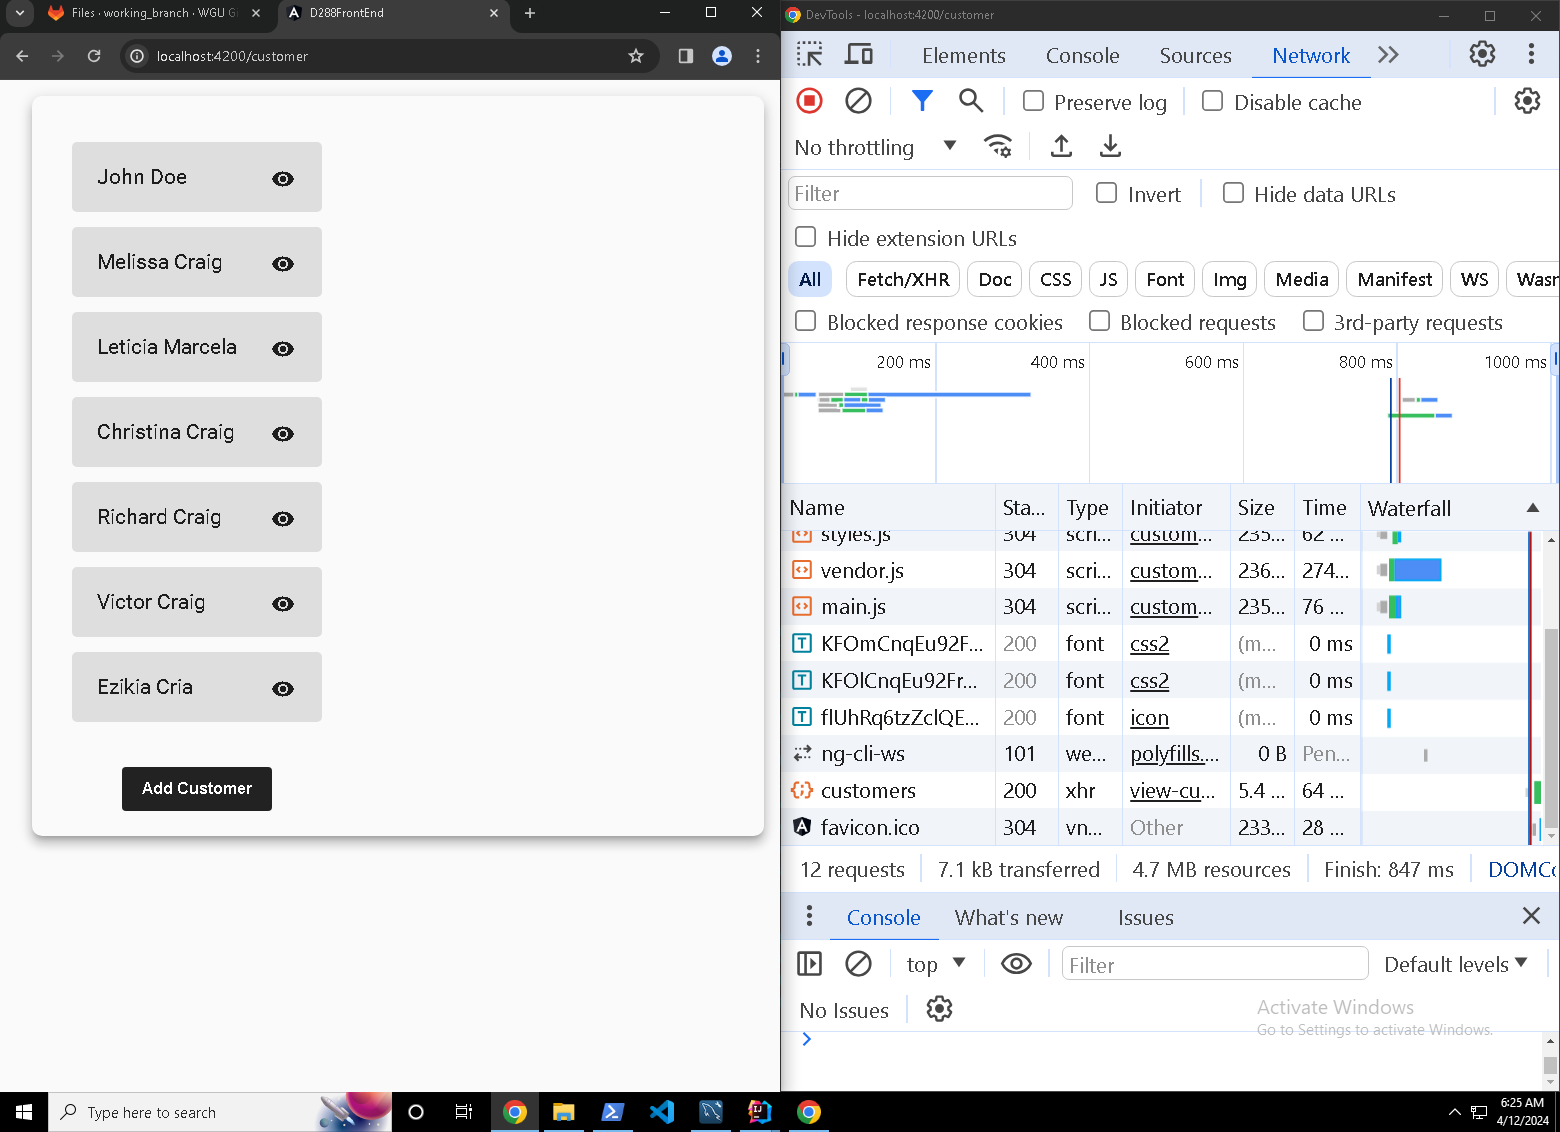 Files · working_branch · WGU G
D288FrontEnd
localhost:4200/customer
John Doe
Melissa Craig
Leticia Marcela
Christina Craig
Richard Craig
Victor Craig
Ezikia Cria
Add Customer
DevTools - localhost:4200/customer
Elements Console Sources Network
Preserve log Disable cache
No throttling
Filter Invert Hide data URLs
Hide extension URLs
All Fetch/XHR Doc CSS JS Font Img Media Manifest WS Wasm
Blocked response cookies Blocked requests 3rd-party requests
200 ms 400 ms 600 ms 800 ms 1000 ms
Name Sta... Type Initiator Size Time Waterfall
styles.js 304 scri... custom... 235... 62 ...
vendor.js 304 scri... custom... 236... 274...
main.js 304 scri... custom... 235... 76 ...
KFOmCnqEu92F... 200 font css2 (m... 0 ms
KFOlCnqEu92Fr... 200 font css2 (m... 0 ms
flUhRq6tzZclQE... 200 font icon (m... 0 ms
ng-cli-ws 101 we... polyfills.... 0 B Pen...
customers 200 xhr view-cu... 5.4 ... 64 ...
favicon.ico 304 vn... Other 233... 28 ...
12 requests 7.1 kB transferred 4.7 MB resources Finish: 847 ms DOMCo
Console What's new Issues
top Filter Default levels
No Issues
Activate Windows
Go to Settings to activate Windows.
Type here to search
6:25 AM
4/12/2024